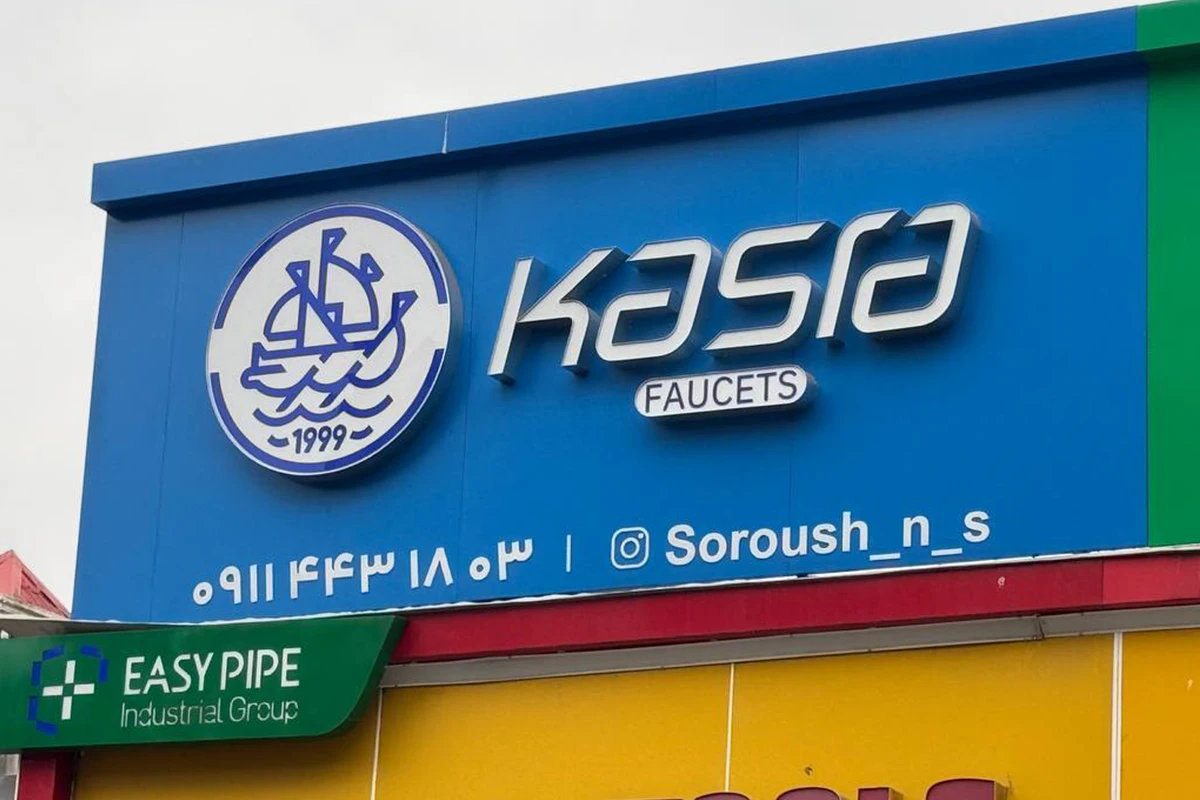 1999
Kasra
FAUCETS
۰۹۱۱ ۴۴۳ ۱۸ ۰۳ | Soroush_n_s
EASY PIPE
Industrial Group